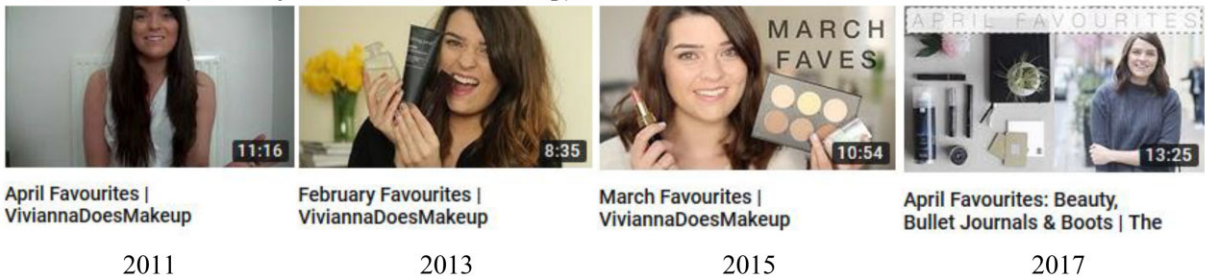 MARCH
FAVES
APRIL FAVOURITES
11:16
8:35
10:54
13:25
April Favourites |
ViviannaDoesMakeup
February Favourites |
ViviannaDoesMakeup
March Favourites |
ViviannaDoesMakeup
April Favourites: Beauty,
Bullet Journals & Boots | The
2011
2013
2015
2017